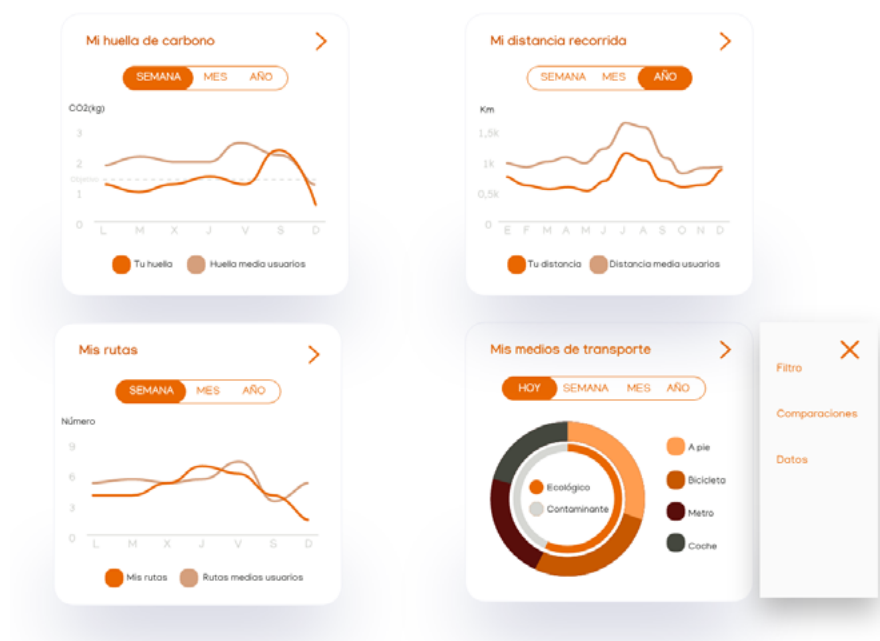 Mi huella de carbono
SEMANA MES AÑO
CO2(kg)
3
2
Objetivo
1
0
L M X J V S D
Tu huella Huella media usuarios
Mi distancia recorrida
SEMANA MES AÑO
Km
1,5k
1k
0,5k
0
E F M A M J J A S O N D
Tu distancia Distancia media usuarios
Mis rutas
SEMANA MES AÑO
Número
9
6
3
0
L M X J V S D
Mis rutas Rutas medias usuarios
Mis medios de transporte
HOY SEMANA MES AÑO
Ecológico
Contaminante
A pie
Bicicleta
Metro
Coche
Filtro
Comparaciones
Datos